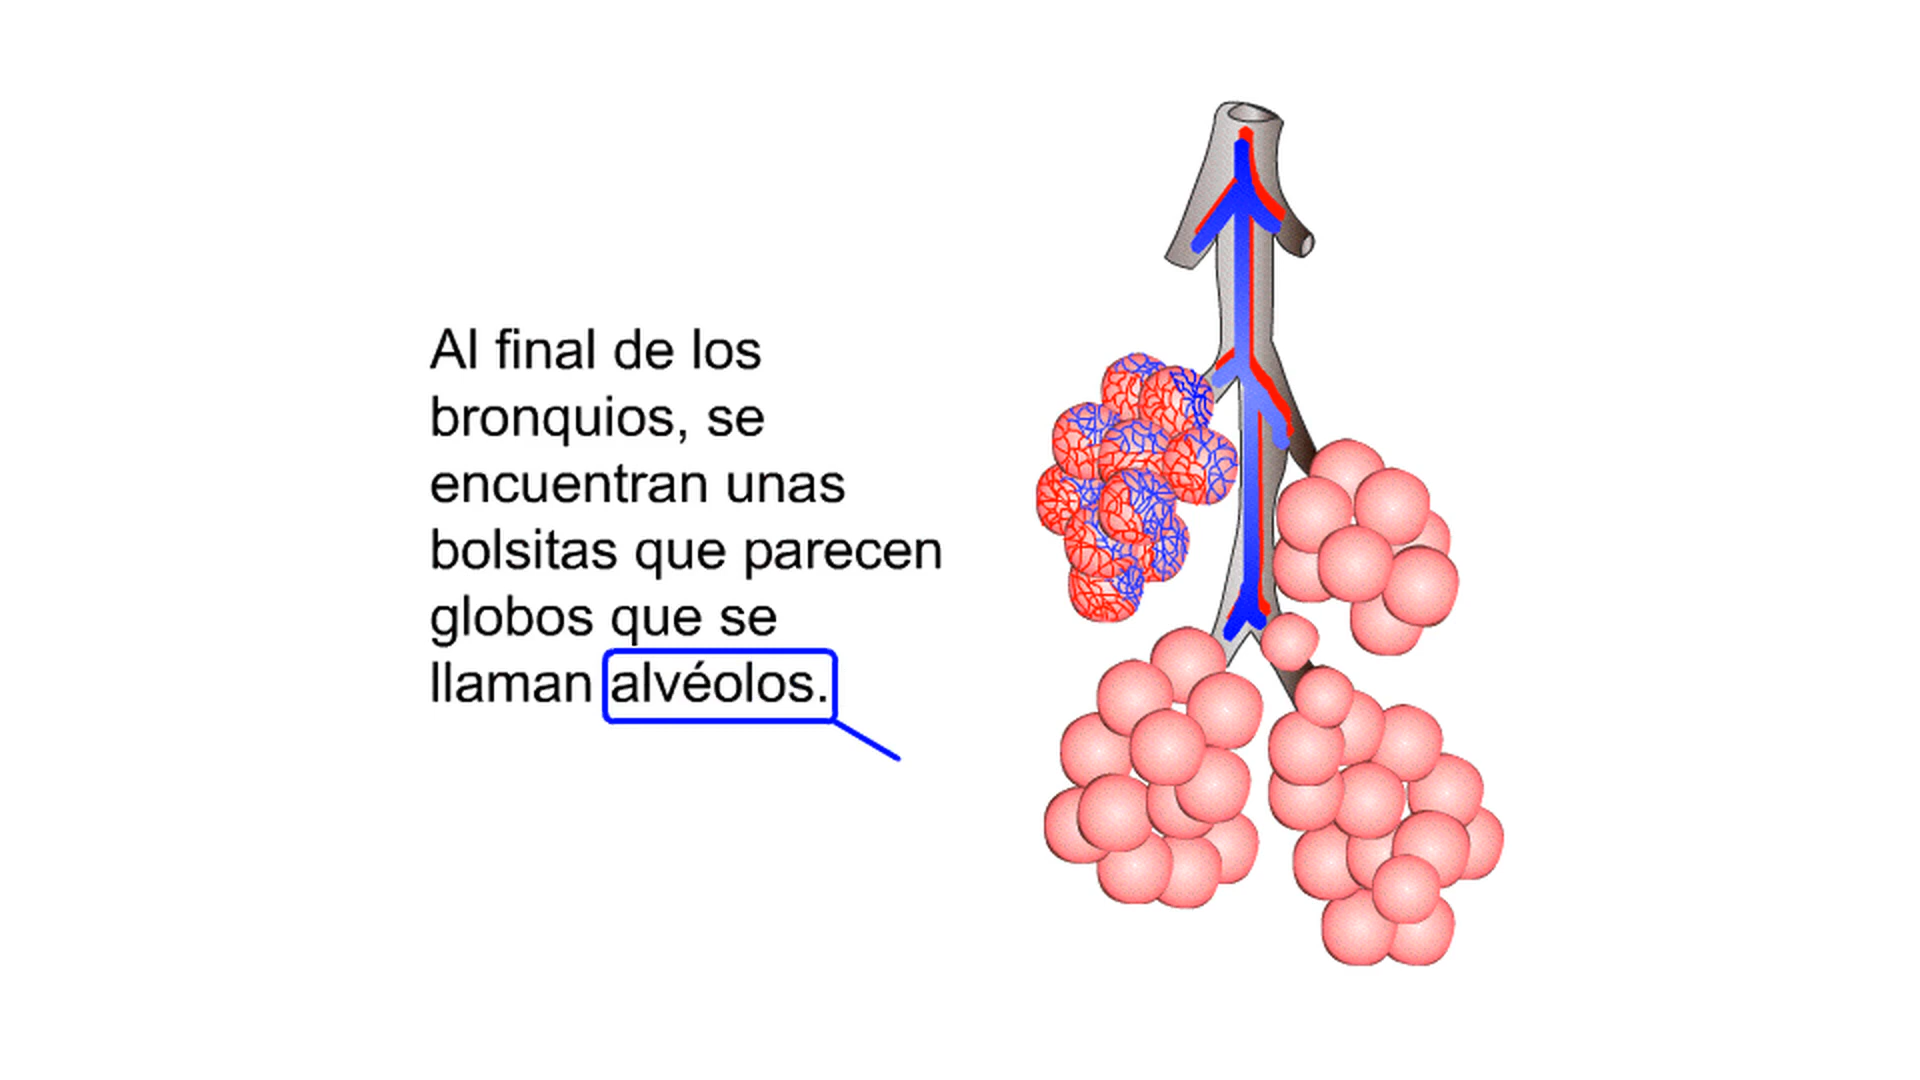 Al final de los
bronquios, se
encuentran unas
bolsitas que parecen
globos que se
llaman alvéolos.